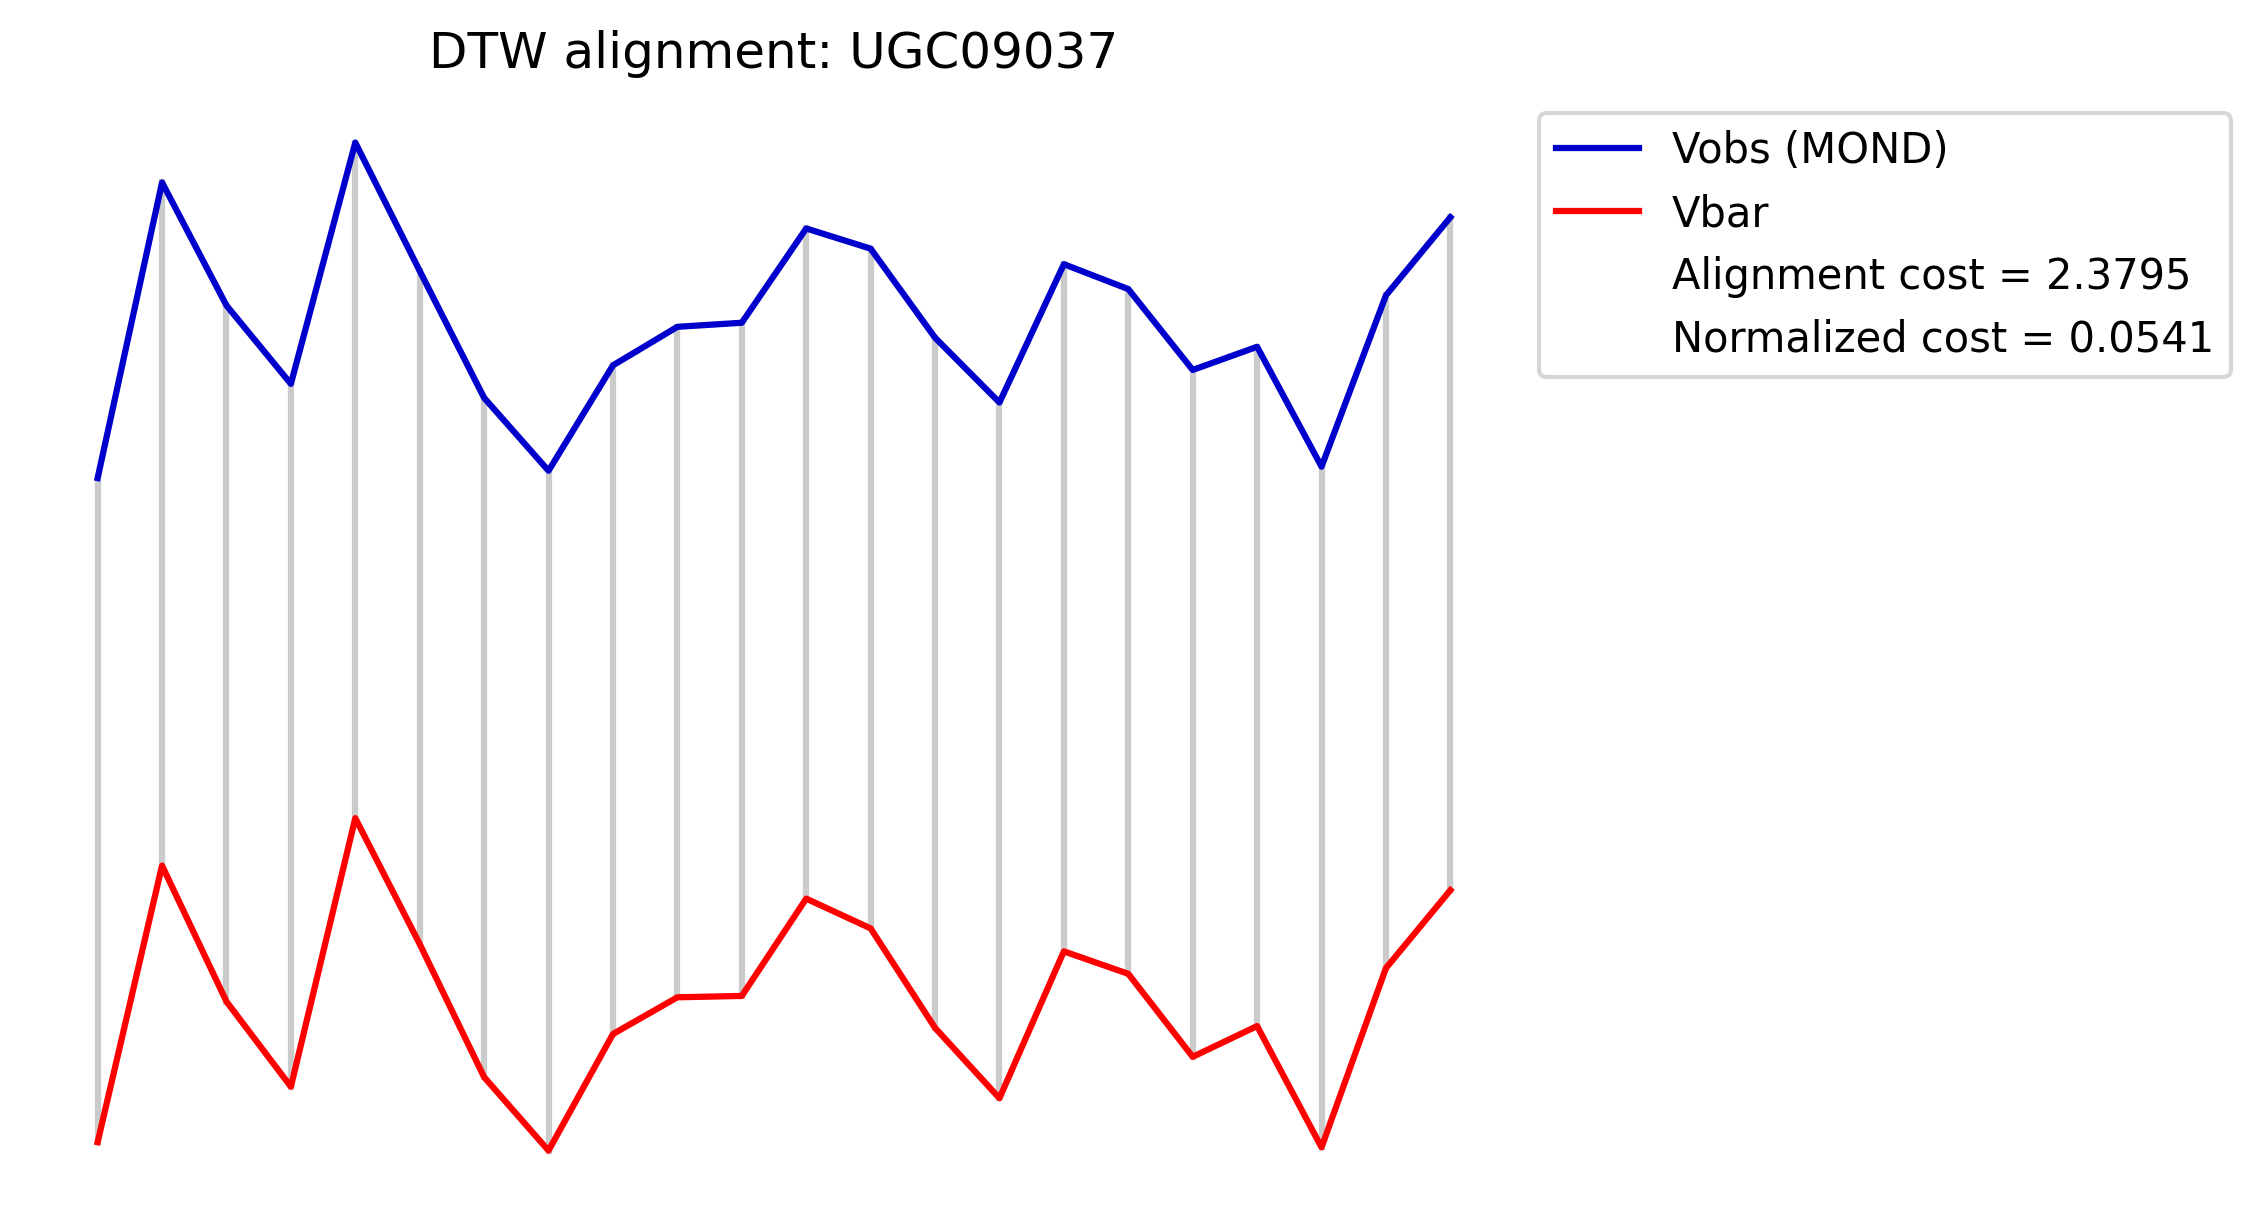 DTW alignment: UGC09037
Vobs (MOND)
Vbar
Alignment cost = 2.3795
Normalized cost = 0.0541